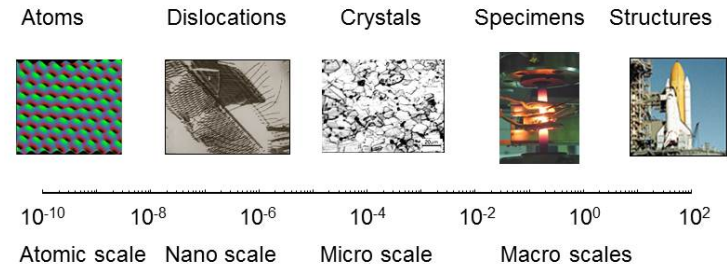 Atoms Dislocations Crystals Specimens Structures
20μm
10⁻¹⁰ 10⁻⁸ 10⁻⁶ 10⁻⁴ 10⁻² 10⁰ 10²
Atomic scale Nano scale Micro scale Macro scales